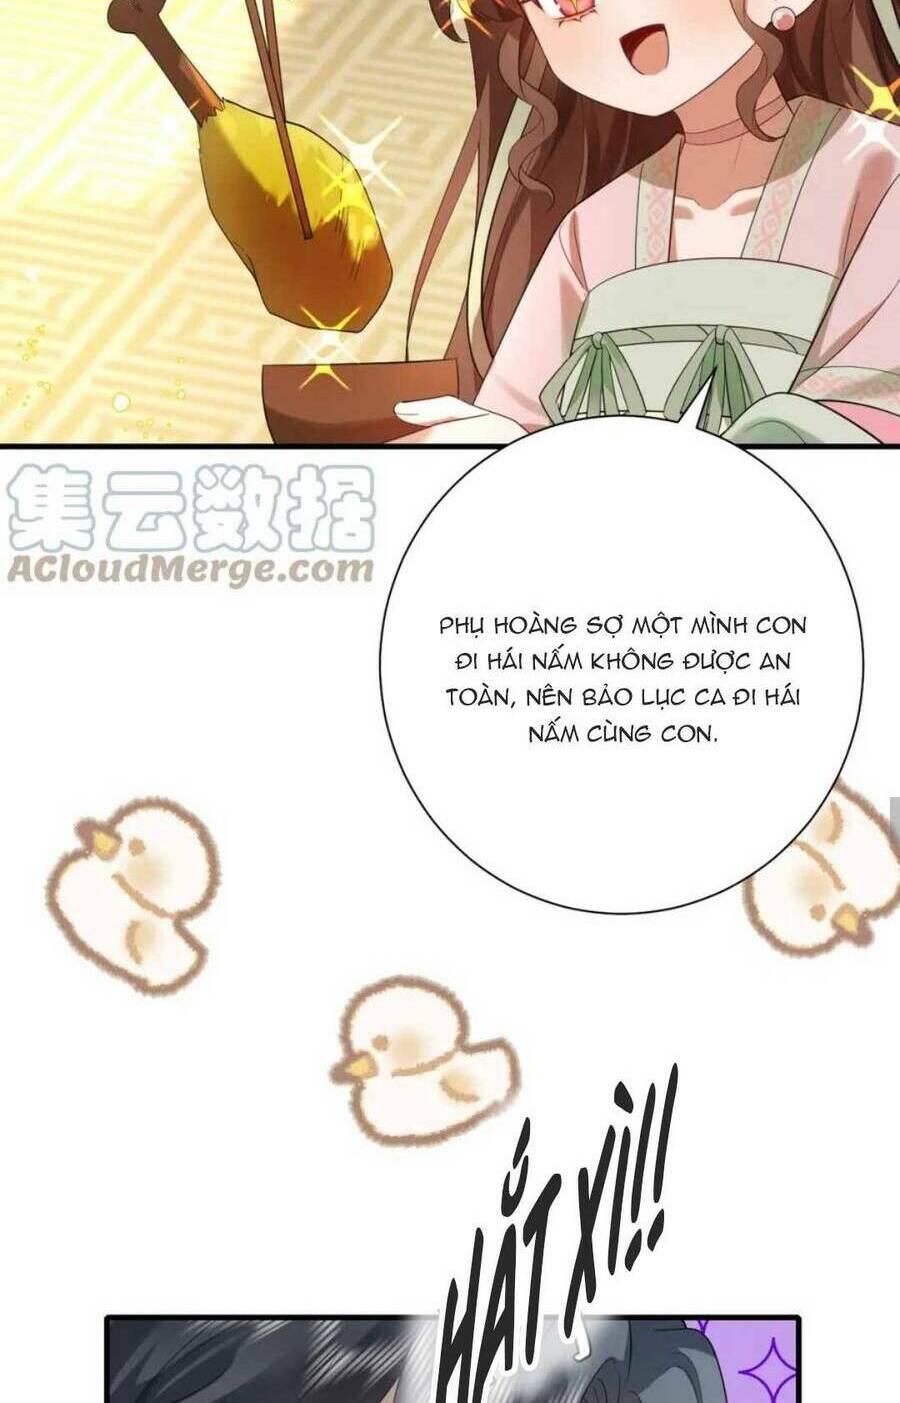 集云数据
ACloudMerge.com
PHỤ HOÀNG SỢ MỘT MÌNH CON
ĐI HÁI NẤM KHÔNG ĐƯỢC AN
TOÀN, NÊN BẢO LỤC CA ĐI HÁI
NẤM CÙNG CON.
HẮT XÌ!!!